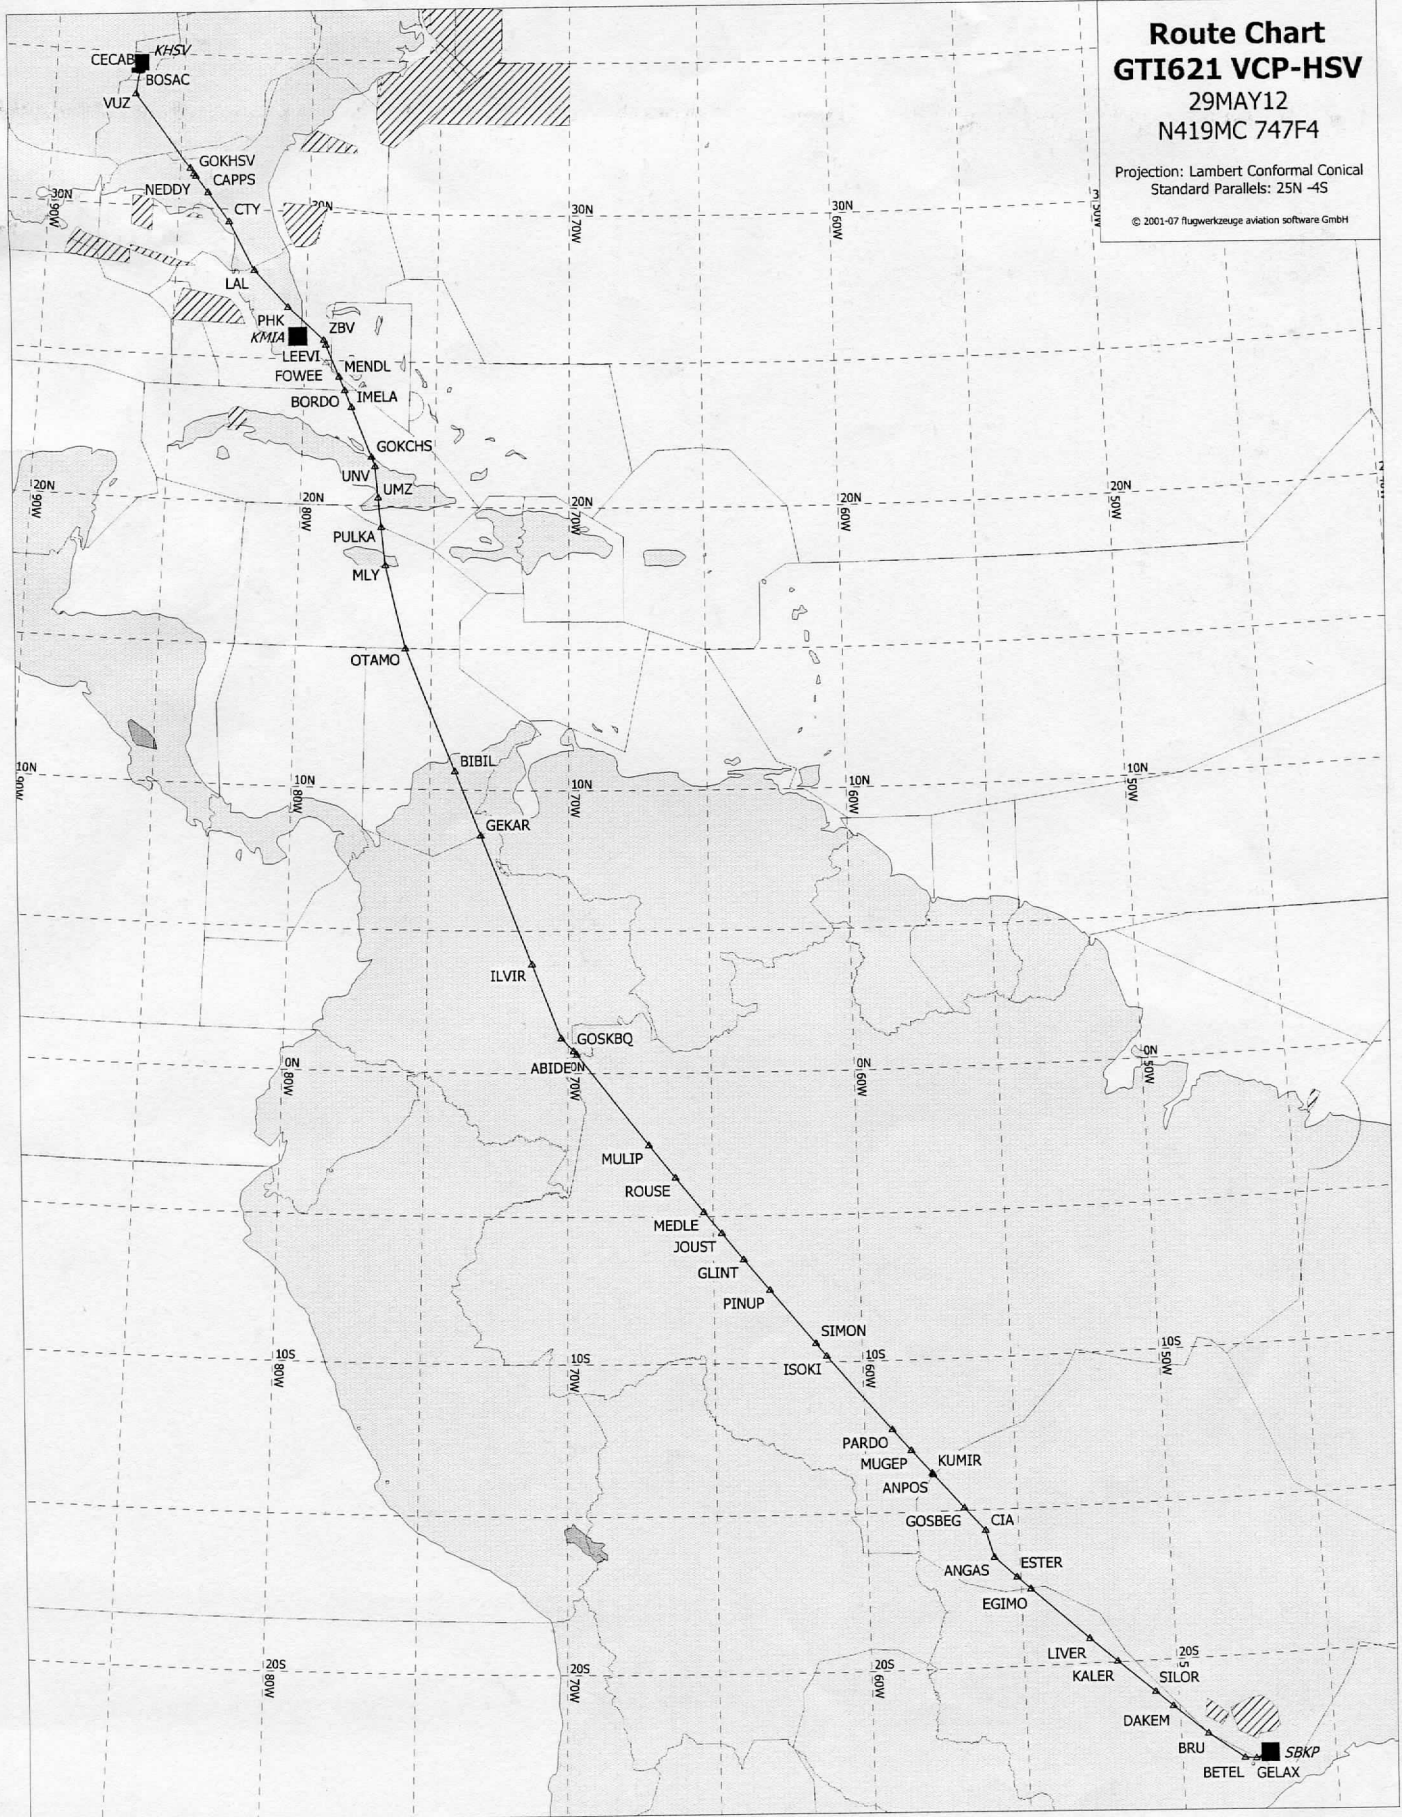 Route Chart
GTI621 VCP-HSV
29MAY12
N419MC 747F4
Projection: Lambert Conformal Conical
Standard Parallels: 25N -4S
© 2001-07 flugwerkzeuge aviation software GmbH
KHSV
CECAB
BOSAC
VUZ
GOKHSV
CAPPS
NEDDY
30N
90W
CTY
30N
70W
30N
60W
50W
LAL
PHK
ZBV
KMIA
LEEVI
MENDL
FOWEE
IMELA
BORDO
GOKCHS
UNV
UMZ
20N
90W
20N
80W
20N
70W
20N
60W
20N
50W
PULKA
MLY
OTAMO
BIBIL
10N
90W
10N
80W
10N
70W
10N
60W
10N
50W
GEKAR
ILVIR
GOSKBQ
ABIDE
0N
80W
0N
70W
0N
60W
0N
50W
MULIP
ROUSE
MEDLE
JOUST
GLINT
PINUP
SIMON
ISOKI
10S
80W
10S
70W
10S
60W
10S
50W
PARDO
MUGEP
KUMIR
ANPOS
GOSBEG
CIA
ANGAS
ESTER
EGIMO
LIVER
KALER
SILOR
20S
80W
20S
70W
20S
60W
20S
DAKEM
BRU
SBKP
BETEL
GELAX